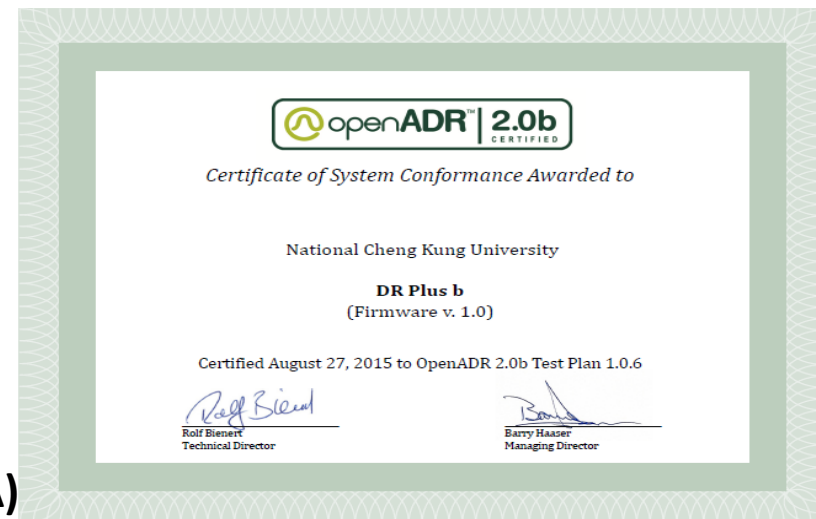 openADR™ 2.0b
CERTIFIED
Certificate of System Conformance Awarded to
National Cheng Kung University
DR Plus b
(Firmware v. 1.0)
Certified August 27, 2015 to OpenADR 2.0b Test Plan 1.0.6
Rolf Bienert
Rolf Bienert Barry Haaser
Technical Director Managing Director
)